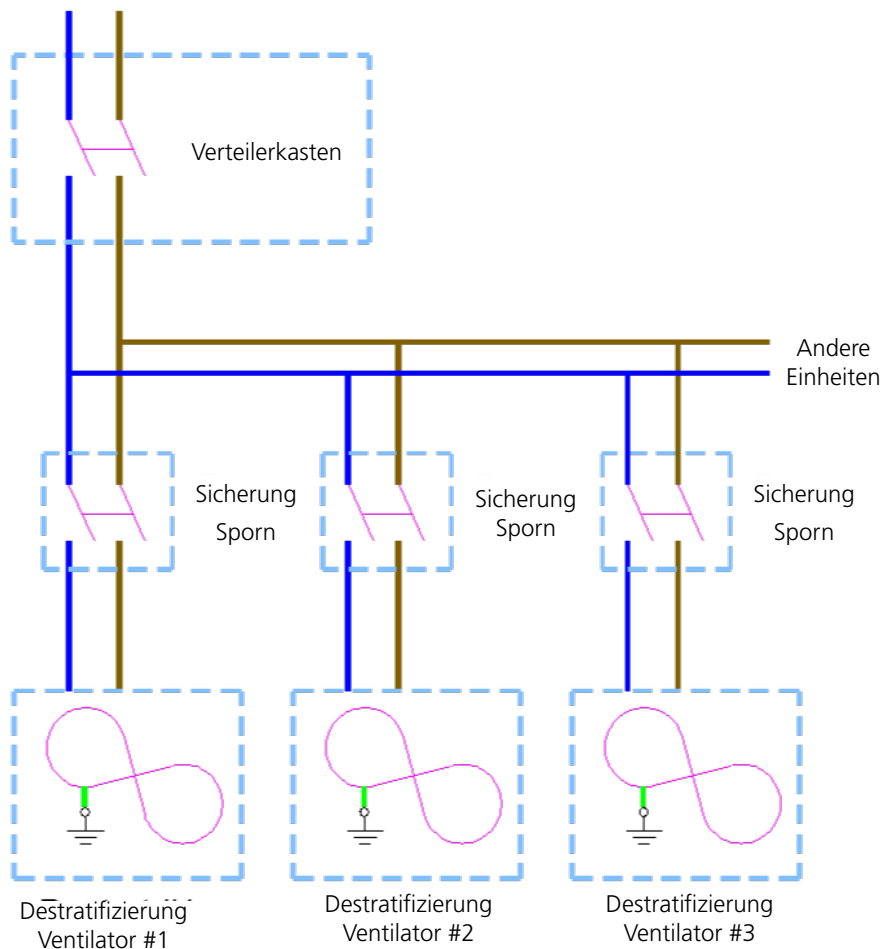 Verteilerkasten
Andere
Einheiten
Sicherung
Sporn
Sicherung
Sporn
Sicherung
Sporn
Destratifizierung
Ventilator #1
Destratifizierung
Ventilator #2
Destratifizierung
Ventilator #3